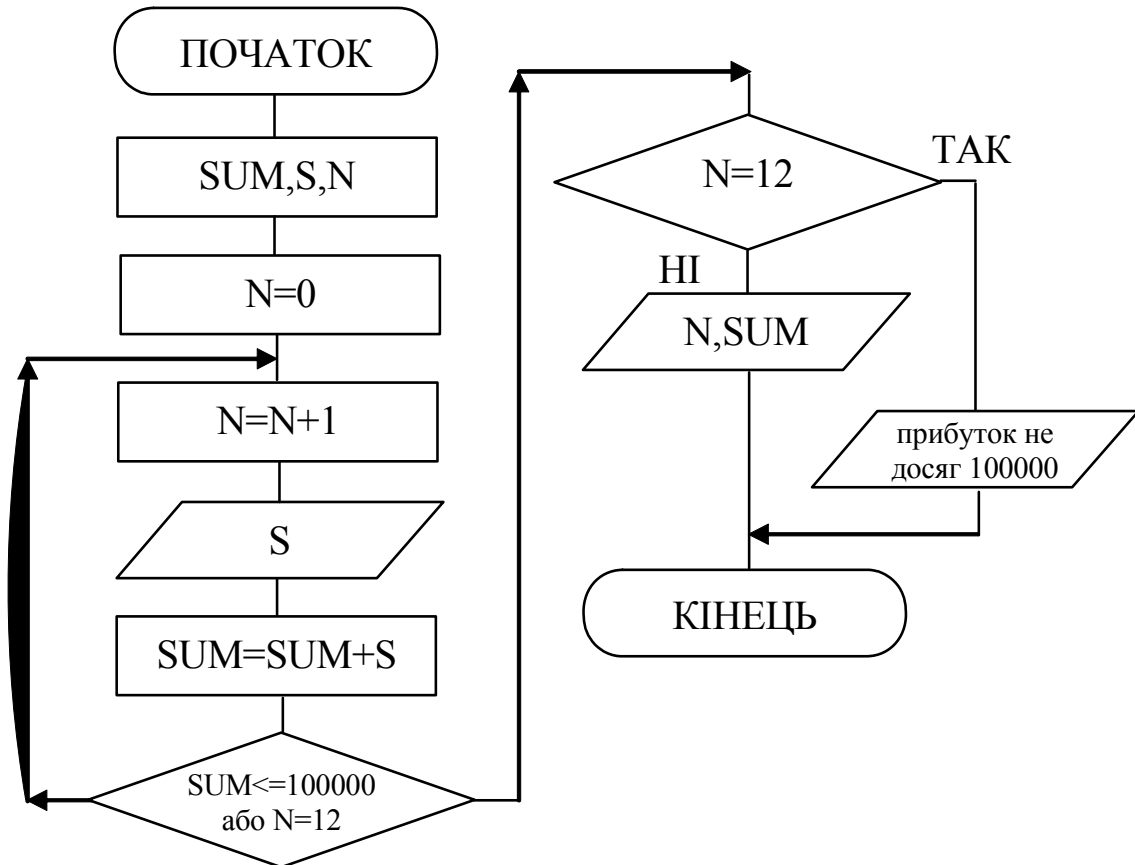 ПОЧАТОК
SUM,S,N
N=0
N=N+1
S
SUM=SUM+S
SUM<=100000
або N=12
N=12
ТАК
НІ
N,SUM
прибуток не
досяг 100000
КІНЕЦЬ